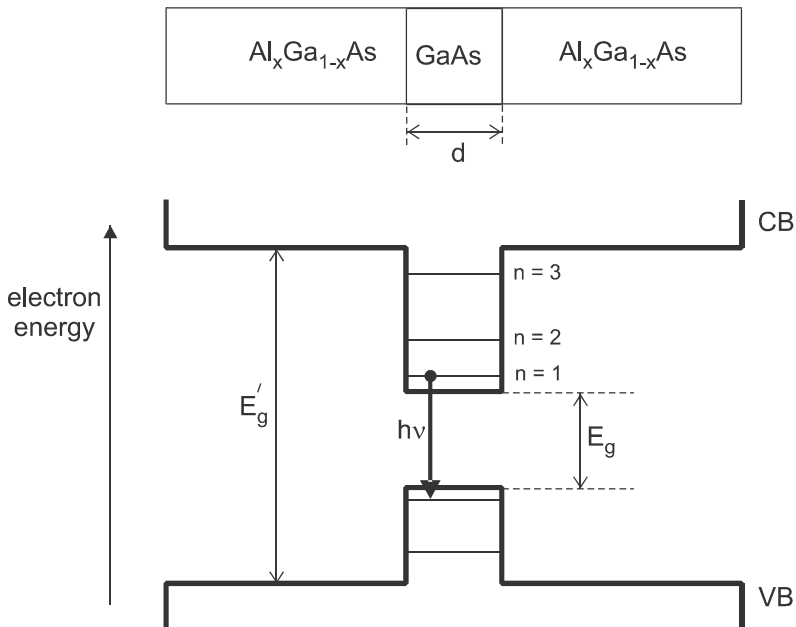 AlxGa1-xAs GaAs AlxGa1-xAs
d
CB
n = 3
electron
energy
n = 2
n = 1
E′g
hν
Eg
VB